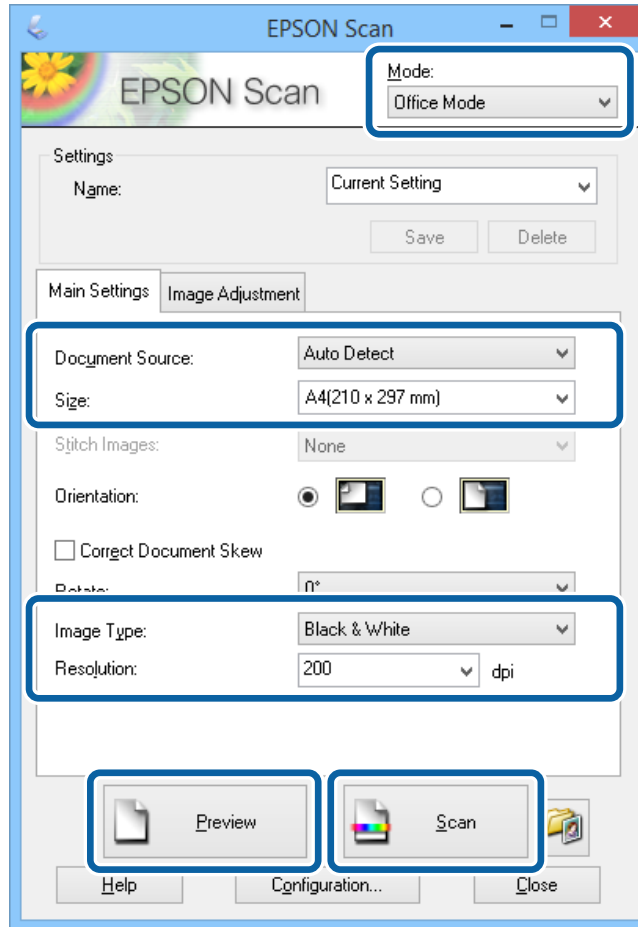 EPSON Scan
EPSON Scan
Mode:
Office Mode
Settings
Name:
Current Setting
Save
Delete
Main Settings
Image Adjustment
Document Source:
Auto Detect
Size:
A4(210 x 297 mm)
Stitch Images:
None
Orientation:
Correct Document Skew
Rotate:
0°
Image Type:
Black & White
Resolution:
200
dpi
Preview
Scan
Help
Configuration...
Close